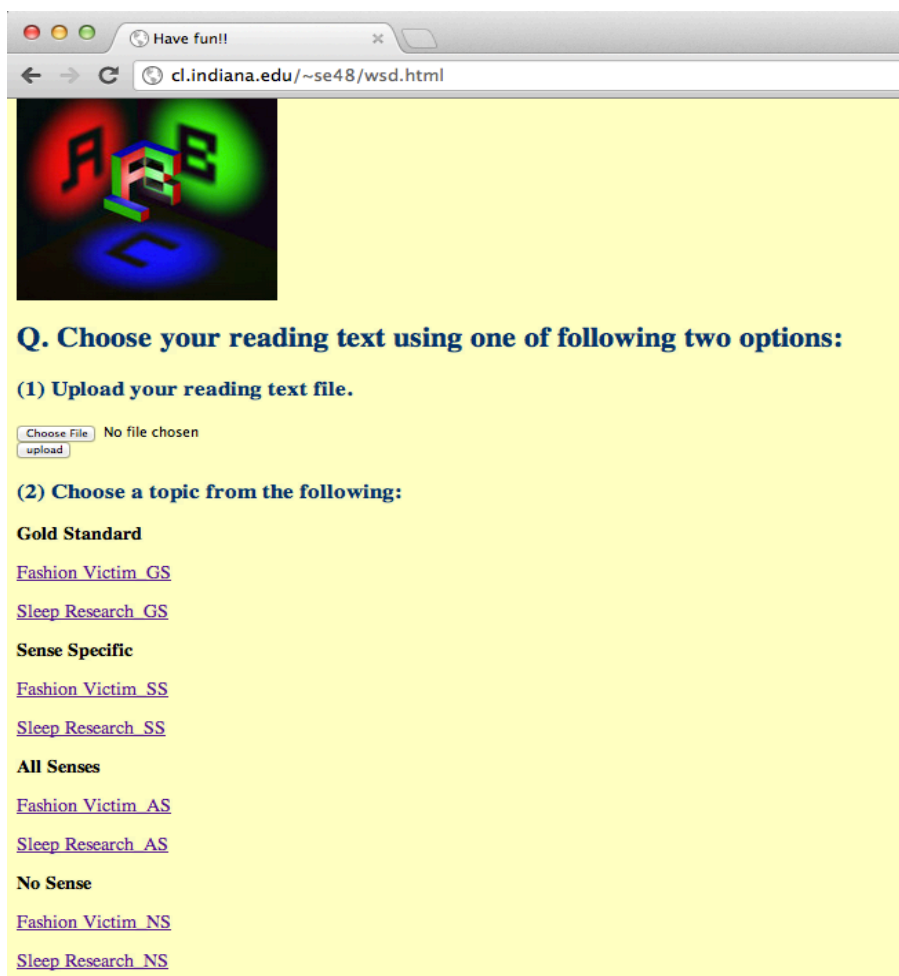 Have fun!!
cl.indiana.edu/~se48/wsd.html
A B
C
Q. Choose your reading text using one of following two options:
(1) Upload your reading text file.
Choose File No file chosen
upload
(2) Choose a topic from the following:
Gold Standard
Fashion Victim_GS
Sleep Research_GS
Sense Specific
Fashion Victim_SS
Sleep Research_SS
All Senses
Fashion Victim_AS
Sleep Research_AS
No Sense
Fashion Victim_NS
Sleep Research_NS